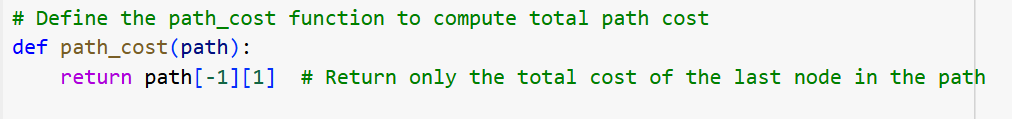 # Define the path_cost function to compute total path cost
def path_cost(path):
    return path[-1][1]  # Return only the total cost of the last node in the path